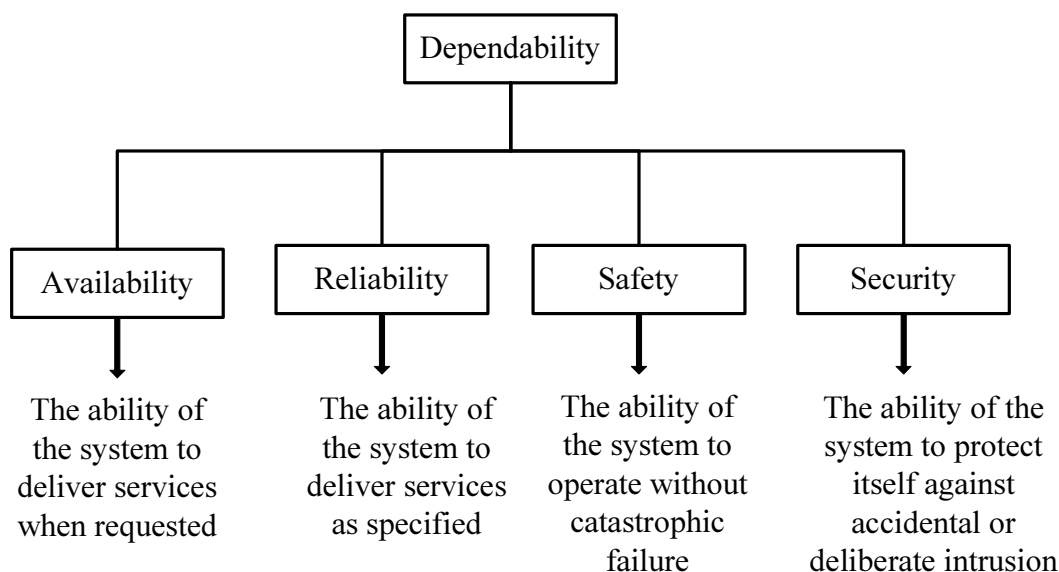 Dependability
Availability
Reliability
Safety
Security
The ability of
the system to
deliver services
when requested
The ability of
the system to
deliver services
as specified
The ability of
the system to
operate without
catastrophic
failure
The ability of the
system to protect
itself against
accidental or
deliberate intrusion